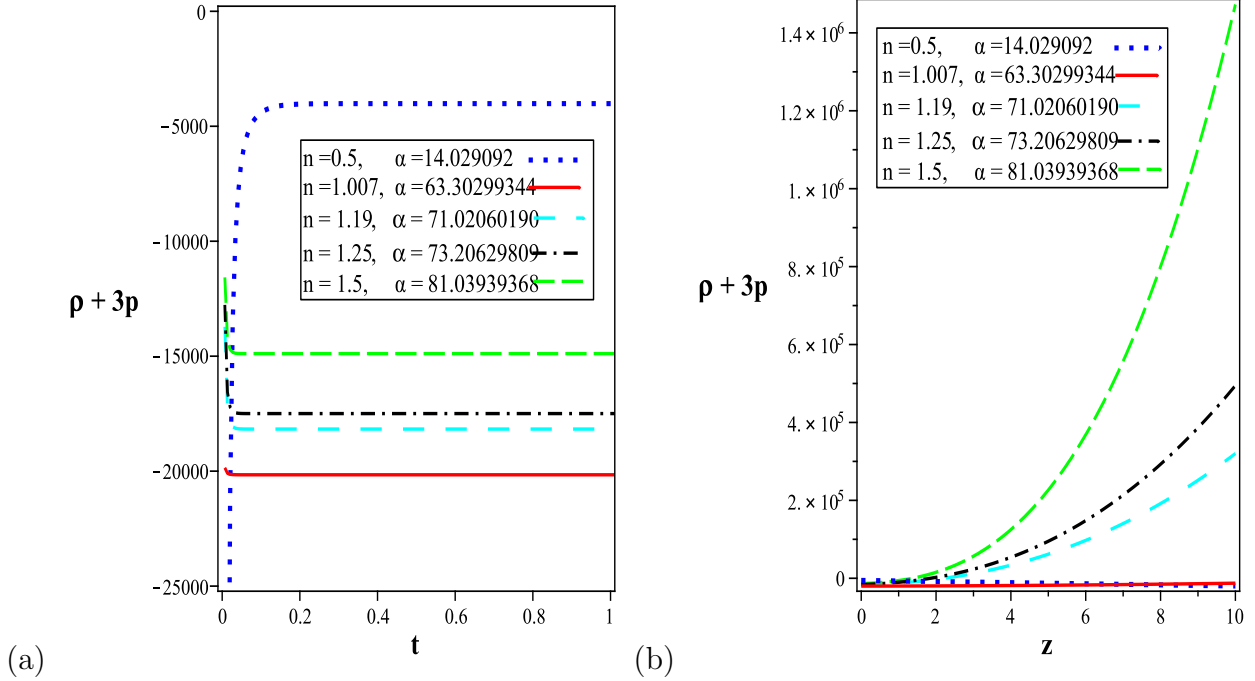 0
−5000
−10000
−15000
−20000
−25000
ρ + 3p
n =0.5, α =14.029092
n =1.007, α =63.30299344
n = 1.19, α = 71.02060190
n = 1.25, α = 73.20629809
n = 1.5, α = 81.03939368
0 0.2 0.4 0.6 0.8 1
t
(a)
1.4 × 10⁶
1.2 × 10⁶
1. × 10⁶
8. × 10⁵
6. × 10⁵
4. × 10⁵
2. × 10⁵
0
ρ + 3p
n =0.5, α =14.029092
n =1.007, α =63.30299344
n = 1.19, α =71.02060190
n = 1.25, α =73.20629809
n = 1.5, α =81.03939368
0 2 4 6 8 10
z
(b)